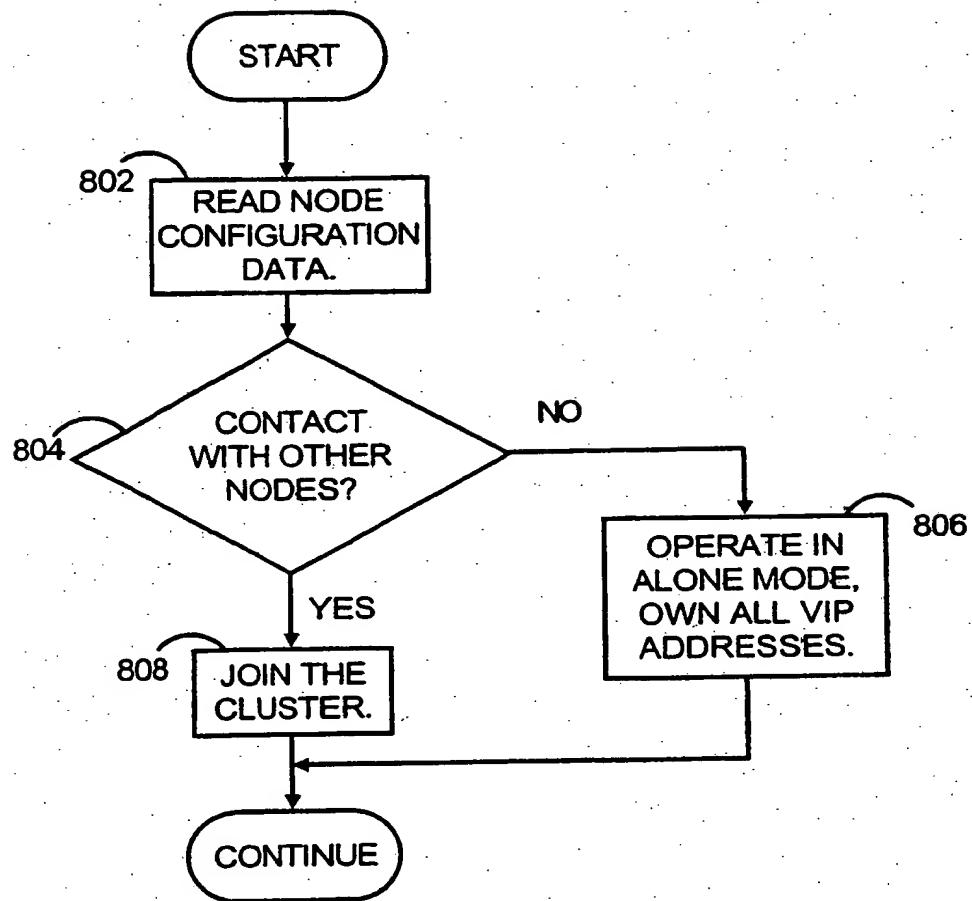 START
802
READ NODE
CONFIGURATION
DATA.
804
CONTACT
WITH OTHER
NODES?
NO
806
OPERATE IN
ALONE MODE,
OWN ALL VIP
ADDRESSES.
YES
808
JOIN THE
CLUSTER.
CONTINUE